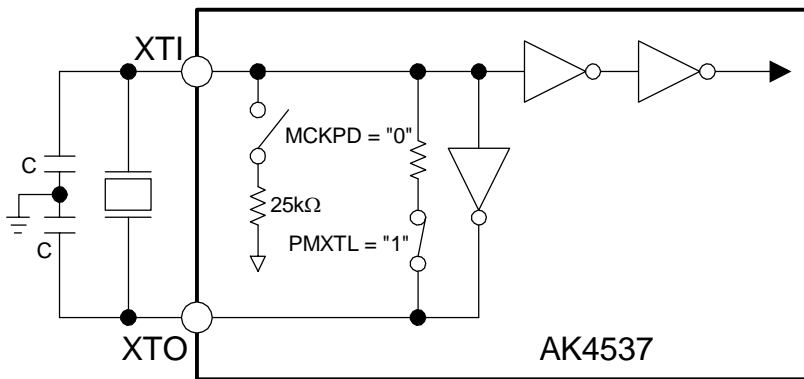 XTI
MCKPD = "0"
C
25kΩ
PMXTL = "1"
C
XTO
AK4537